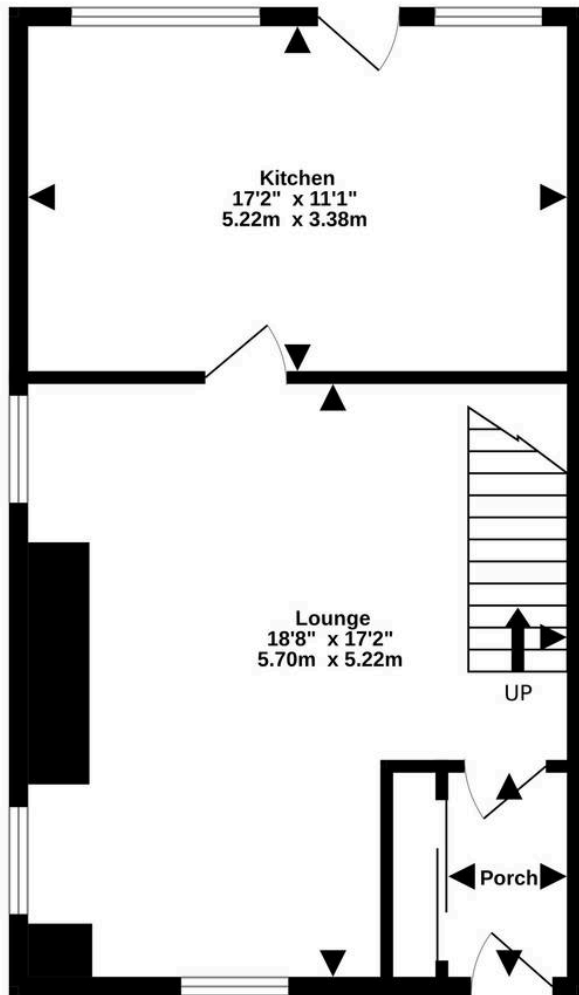 Kitchen
17'2" x 11'1"
5.22m x 3.38m
Lounge
18'8" x 17'2"
5.70m x 5.22m
UP
Porch